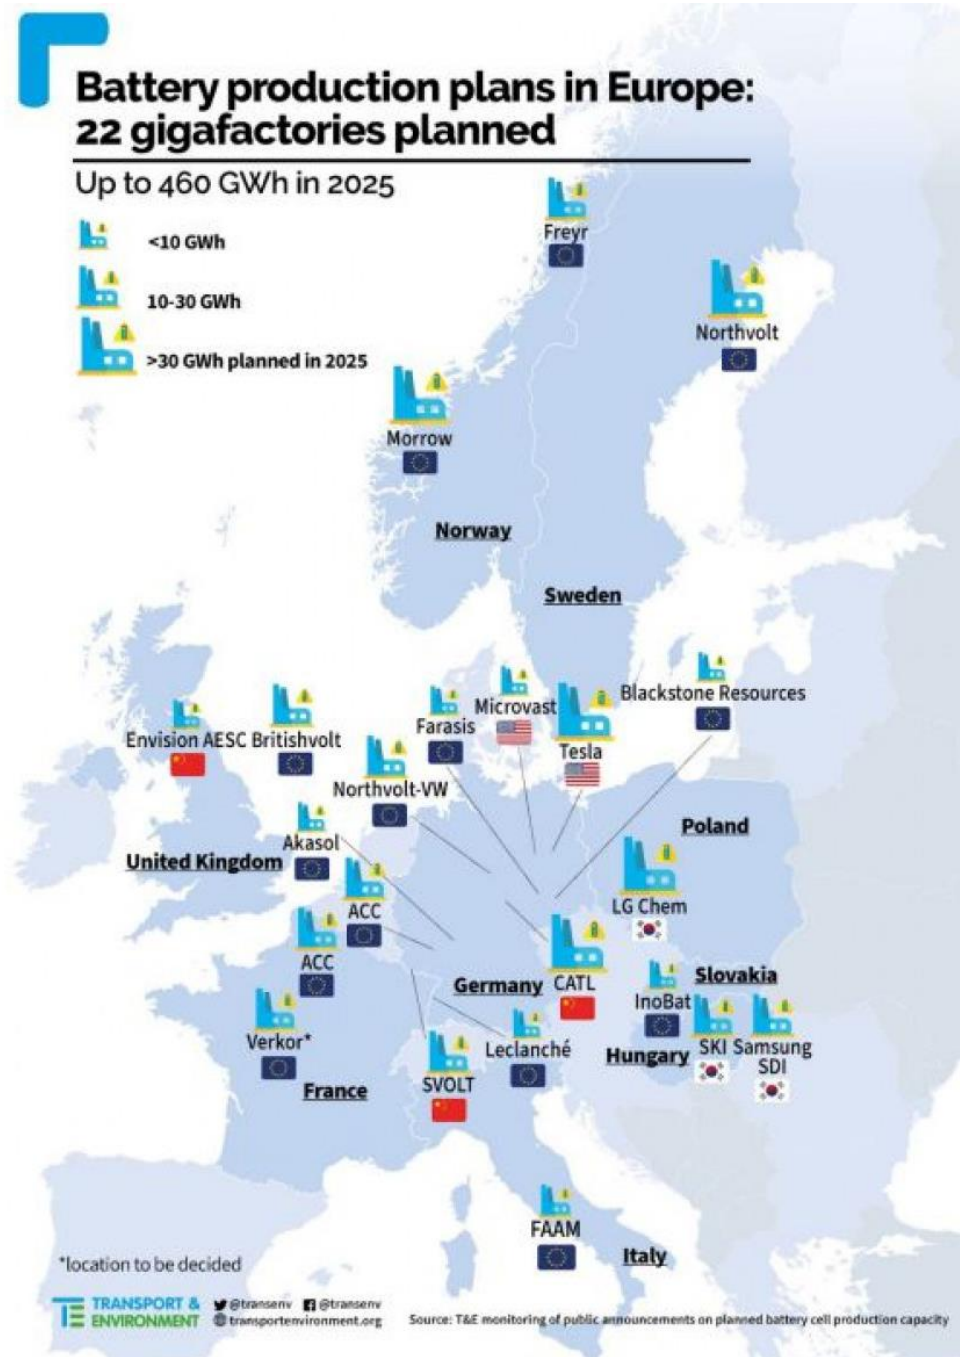 Battery production plans in Europe:
22 gigafactories planned
Up to 460 GWh in 2025
<10 GWh
10-30 GWh
>30 GWh planned in 2025
Freyr
Northvolt
Morrow
Norway
Sweden
Blackstone Resources
Microvast
Farasis
Envision AESC
Britishvolt
Tesla
Northvolt-VW
Akasol
Poland
United Kingdom
ACC
LG Chem
ACC
Germany
CATL
Slovakia
InoBat
Verkor*
Leclanché
Hungary
SKI
Samsung
SDI
SVOLT
France
FAAM
Italy
*location to be decided
TRANSPORT &
ENVIRONMENT
@transenv @transenv
transportenvironment.org
Source: T&E monitoring of public announcements on planned battery cell production capacity